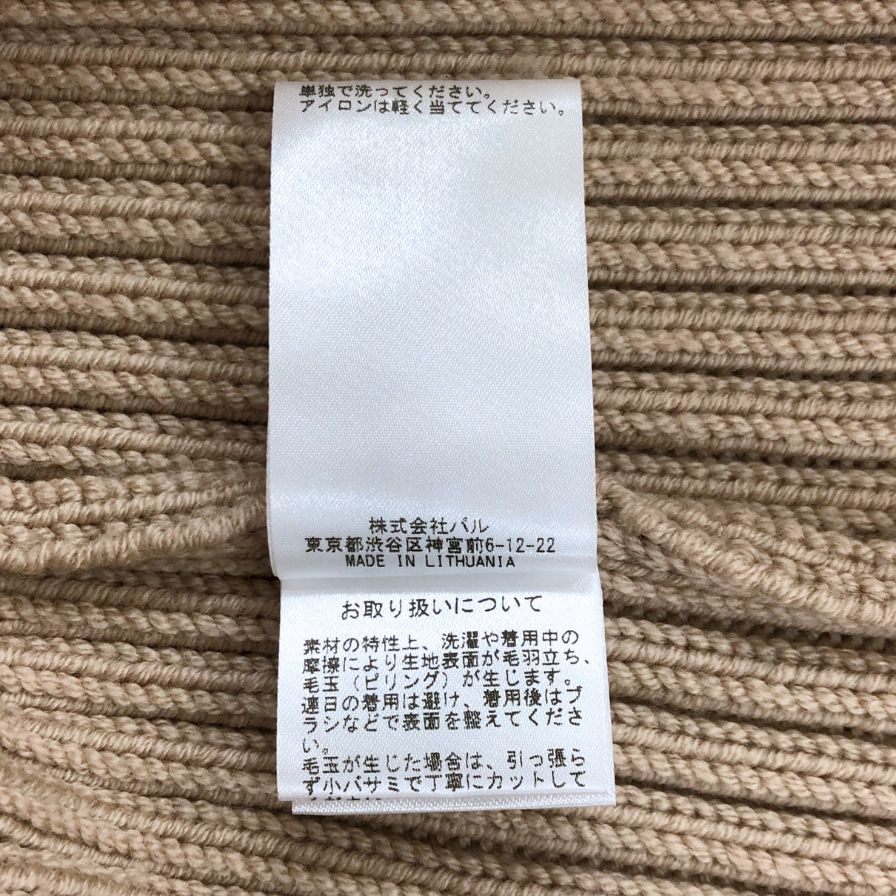 単独で洗ってください。
アイロンは軽く当ててください。
株式会社パル
東京都渋谷区神宮前6-12-22
MADE IN LITHUANIA
お取り扱いについて
素材の特性上、洗濯や着用中の
摩擦により生地表面が毛羽立ち、
毛玉（ピリング）が生じます。
連日の着用は避け、着用後はブ
ラシなどで表面を整えてくださ
い。
毛玉が生じた場合は、引っ張ら
ず小バサミで丁寧にカットして